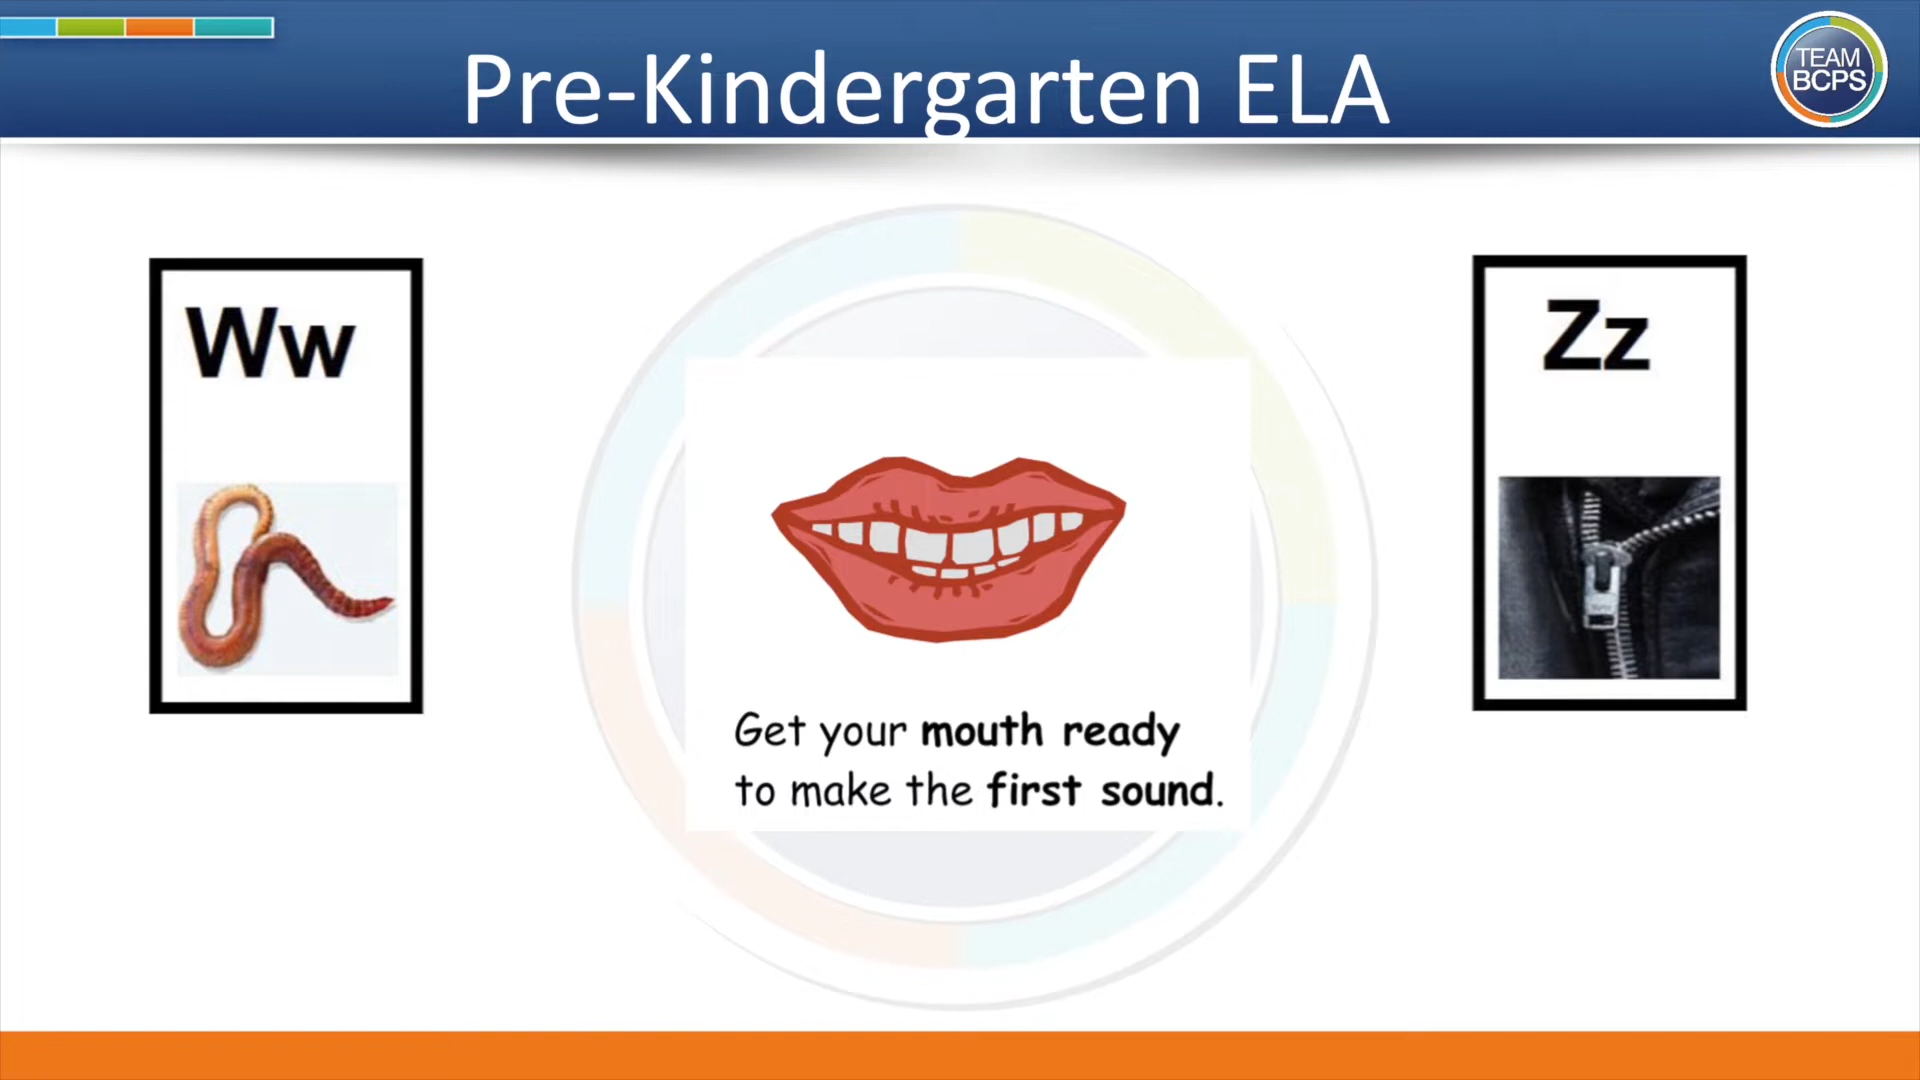 Pre-Kindergarten ELA
TEAM
BCPS
Ww
Zz
Get your mouth ready
to make the first sound.